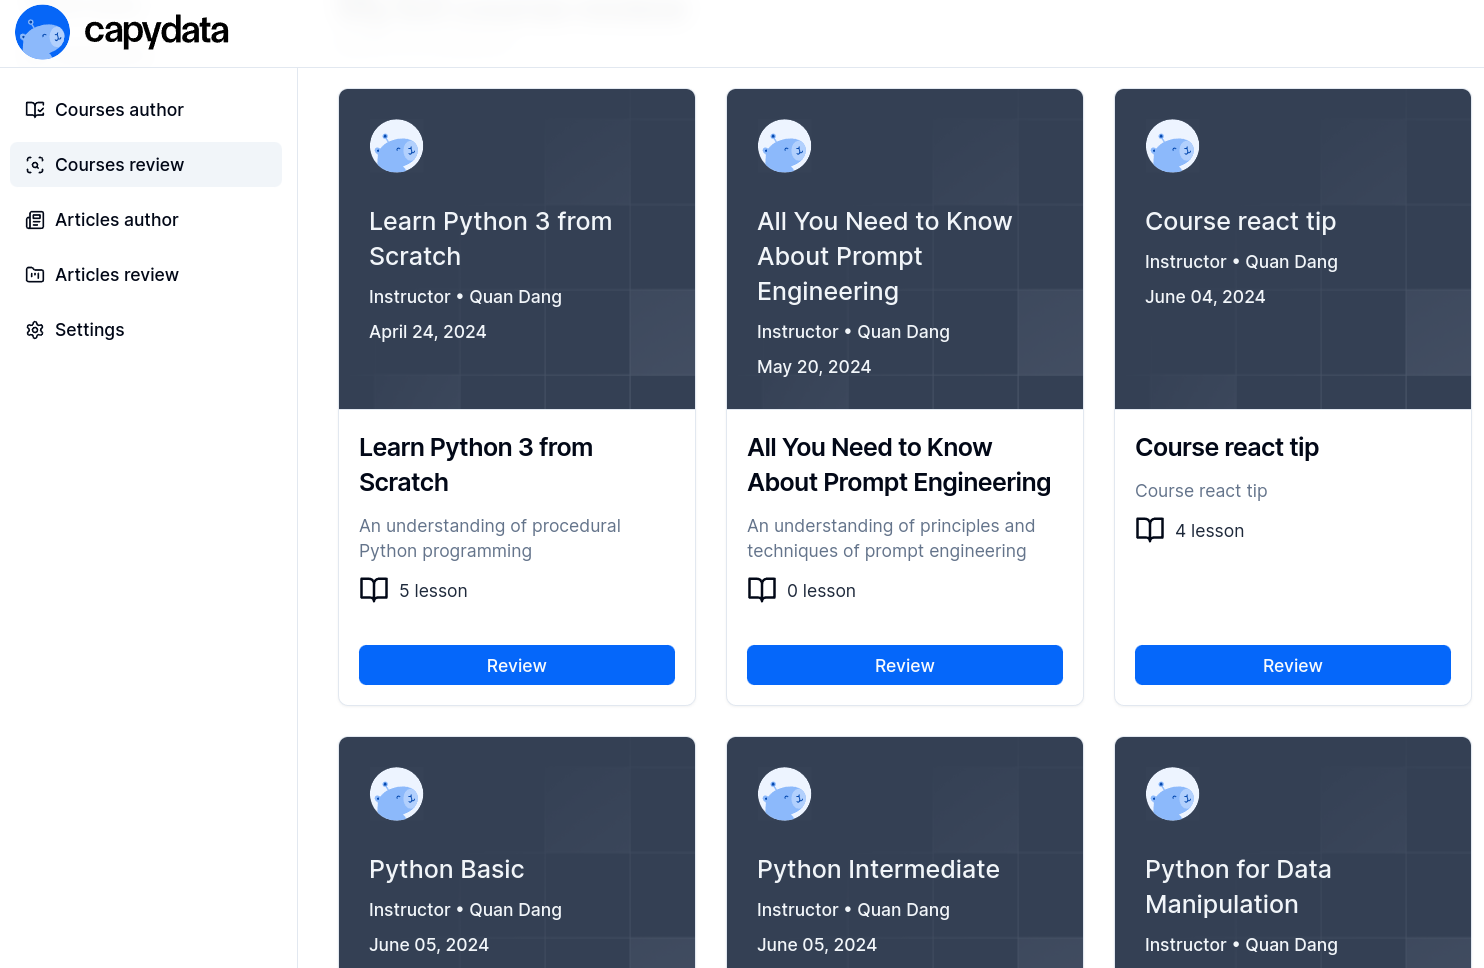 capydata
Courses author
Courses review
Articles author
Articles review
Settings
Learn Python 3 from
Scratch
Instructor • Quan Dang
April 24, 2024
Learn Python 3 from
Scratch
An understanding of procedural
Python programming
5 lesson
Review
All You Need to Know
About Prompt
Engineering
Instructor • Quan Dang
May 20, 2024
All You Need to Know
About Prompt Engineering
An understanding of principles and
techniques of prompt engineering
0 lesson
Review
Course react tip
Instructor • Quan Dang
June 04, 2024
Course react tip
Course react tip
4 lesson
Review
Python Basic
Instructor • Quan Dang
June 05, 2024
Python Intermediate
Instructor • Quan Dang
June 05, 2024
Python for Data
Manipulation
Instructor • Quan Dang